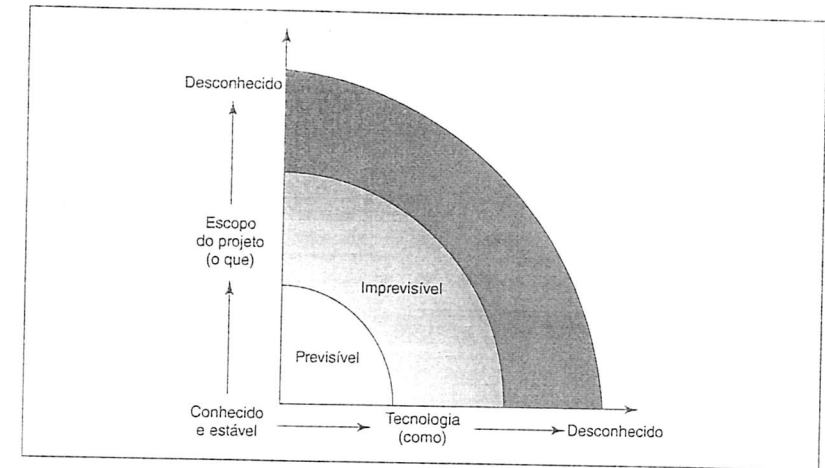 Desconhecido
Escopo
do projeto
(o que)
Imprevisível
Previsível
Conhecido
e estável
Tecnologia
(como)
Desconhecido